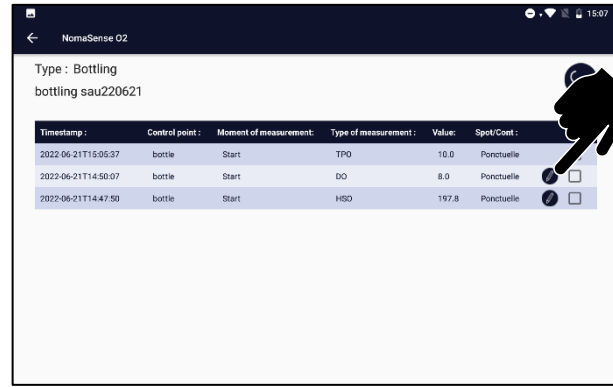 15:07
NomaSense O2
Type : Bottling
bottling sau220621
Timestamp : Control point : Moment of measurement: Type of measurement : Value: Spot/Cont :
2022-06-21T15:05:37 bottle Start TPO 10.0 Ponctuelle
2022-06-21T14:50:07 bottle Start DO 8.0 Ponctuelle
2022-06-21T14:47:50 bottle Start HSO 197.8 Ponctuelle